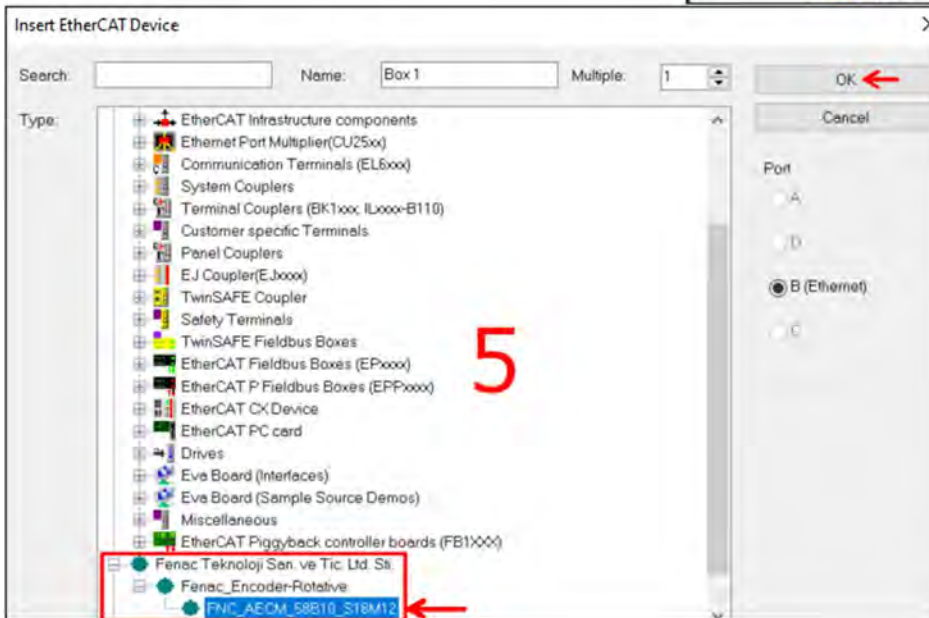 Insert EtherCAT Device
Search: Name: Box 1 Multiple: 1 OK
Type: Cancel
EtherCAT Infrastructure components
Ethernet Port Multiplier(CU25xx)
Communication Terminals (EL6xxx)
System Couplers
Terminal Couplers (BK1xxx, ILxxxx-B110)
Customer specific Terminals
Panel Couplers
EJ Coupler(EJxxxx)
TwinSAFE Coupler
Safety Terminals
TwinSAFE Fieldbus Boxes
EtherCAT Fieldbus Boxes (EPxxxx)
EtherCAT P Fieldbus Boxes (EPPxxxx)
EtherCAT CX Device
EtherCAT PC card
Drives
Eva Board (Interfaces)
Eva Board (Sample Source Demos)
Miscellaneous
EtherCAT Piggyback controller boards (FB1XXX)
Fenac Teknoloji San. ve Tic. Ltd. Sti.
Fenac_Encoder-Rotative
FNC_AECM_58B10_S18M12
5
Port
A
D
B (Ethernet)
C